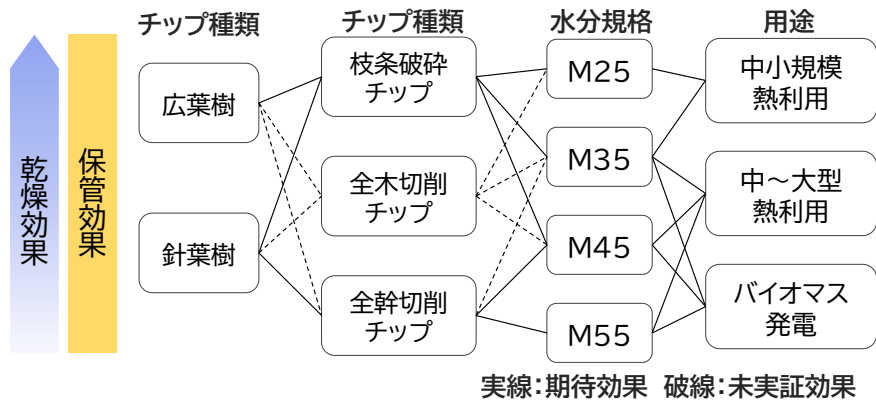 チップ種類
チップ種類
水分規格
用途
乾燥効果
保管効果
広葉樹
針葉樹
枝条破砕
チップ
全木切削
チップ
全幹切削
チップ
M25
M35
M45
M55
中小規模
熱利用
中~大型
熱利用
バイオマス
発電
実線:期待効果 破線:未実証効果